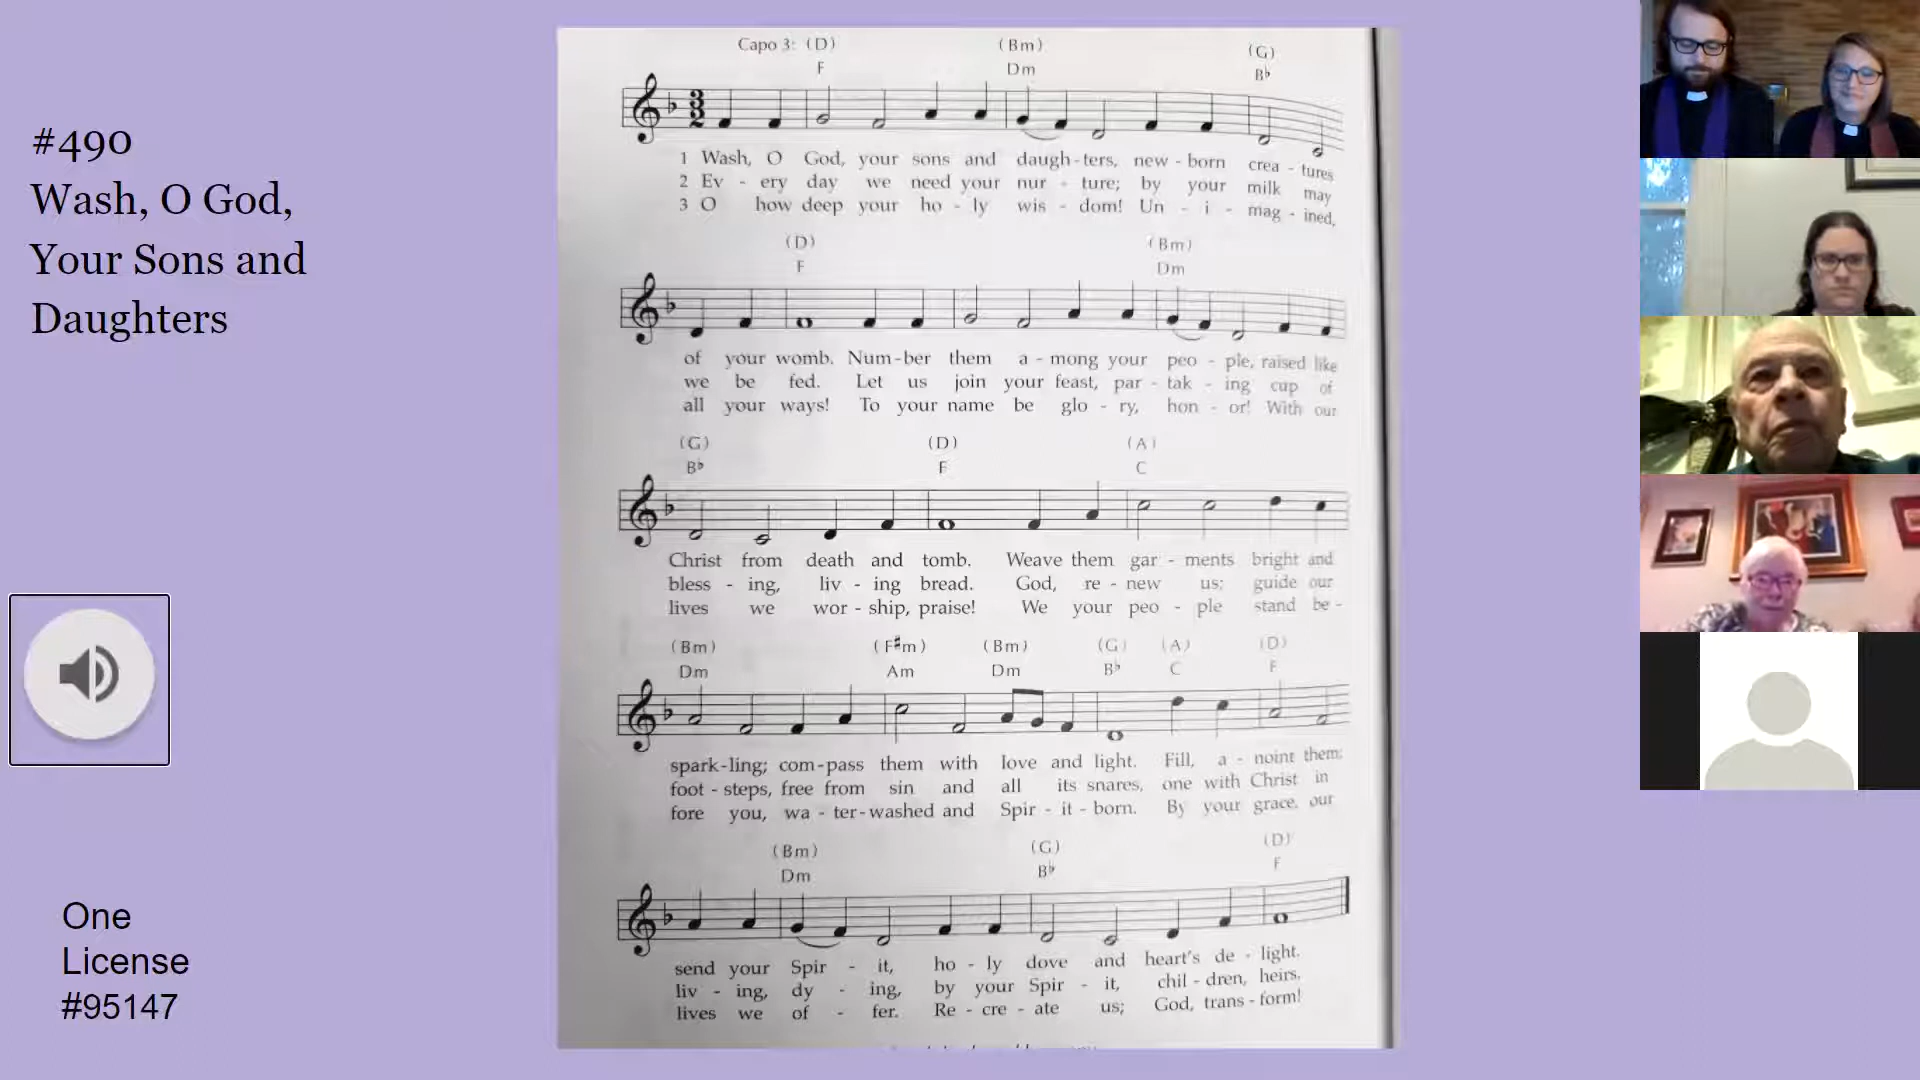 #490
Wash, O God,
Your Sons and
Daughters
One
License
#95147
Capo 3: (D) (Bm) (G)
F Dm B♭
1 Wash, O God, your sons and daugh-ters, new-born crea-tures
2 Ev-ery day we need your nur-ture; by your milk may
3 O how deep your ho-ly wis-dom! Un-i-mag-ined,
(D) (Bm)
F Dm
of your womb. Num-ber them a-mong your peo-ple, raised like
we be fed. Let us join your feast, par-tak-ing cup of
all your ways! To your name be glo-ry, hon-or! With our
(G) (D) (A)
B♭ F C
Christ from death and tomb. Weave them gar-ments bright and
bless-ing, liv-ing bread. God, re-new us; guide our
lives we wor-ship, praise! We your peo-ple stand be-
(Bm) (F♯m) (Bm) (G) (A) (D)
Dm Am Dm B♭ C F
spark-ling; com-pass them with love and light. Fill, a-noint them;
foot-steps, free from sin and all its snares, one with Christ in
fore you, wa-ter-washed and Spir-it-born. By your grace, our
(Bm) (G) (D)
Dm B♭ F
send your Spir-it, ho-ly dove and heart's de-light.
liv-ing, dy-ing, by your Spir-it, chil-dren, heirs.
lives we of-fer. Re-cre-ate us; God, trans-form!